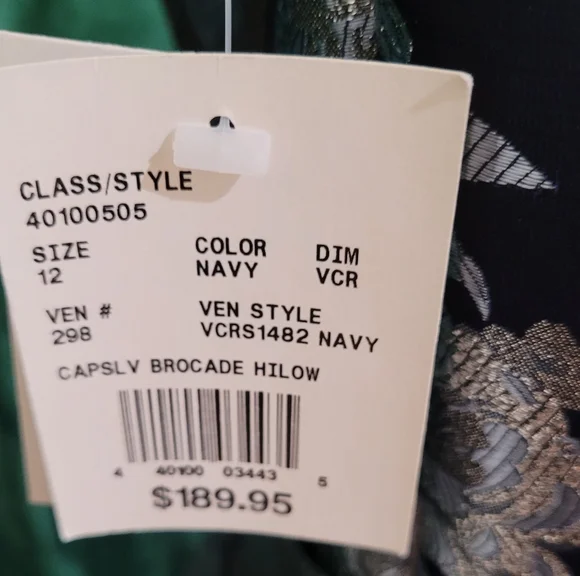 CLASS/STYLE
40100505
SIZE COLOR DIM
12 NAVY VCR
VEN # VEN STYLE
298 VCRS1482 NAVY
CAPSLV BROCADE HILOW
4 40100 03443 5
$189.95